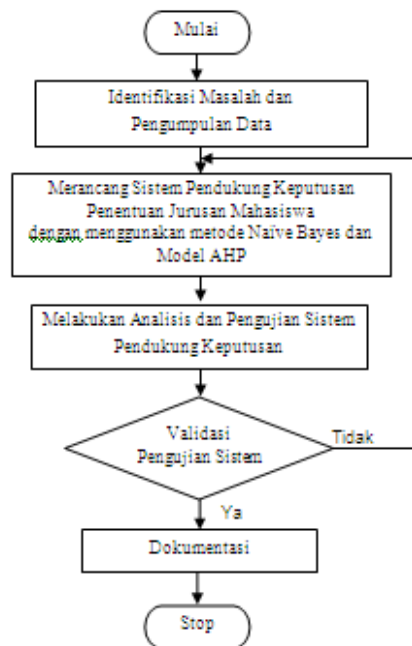 Mulai
Identifikasi Masalah dan
Pengumpulan Data
Merancang Sistem Pendukung Keputusan
Penentuan Jurusan Mahasiswa
dengan menggunakan metode Naïve Bayes dan
Model AHP
Melakukan Analisis dan Pengujian Sistem
Pendukung Keputusan
Validasi
Pengujian Sistem
Tidak
Ya
Dokumentasi
Stop